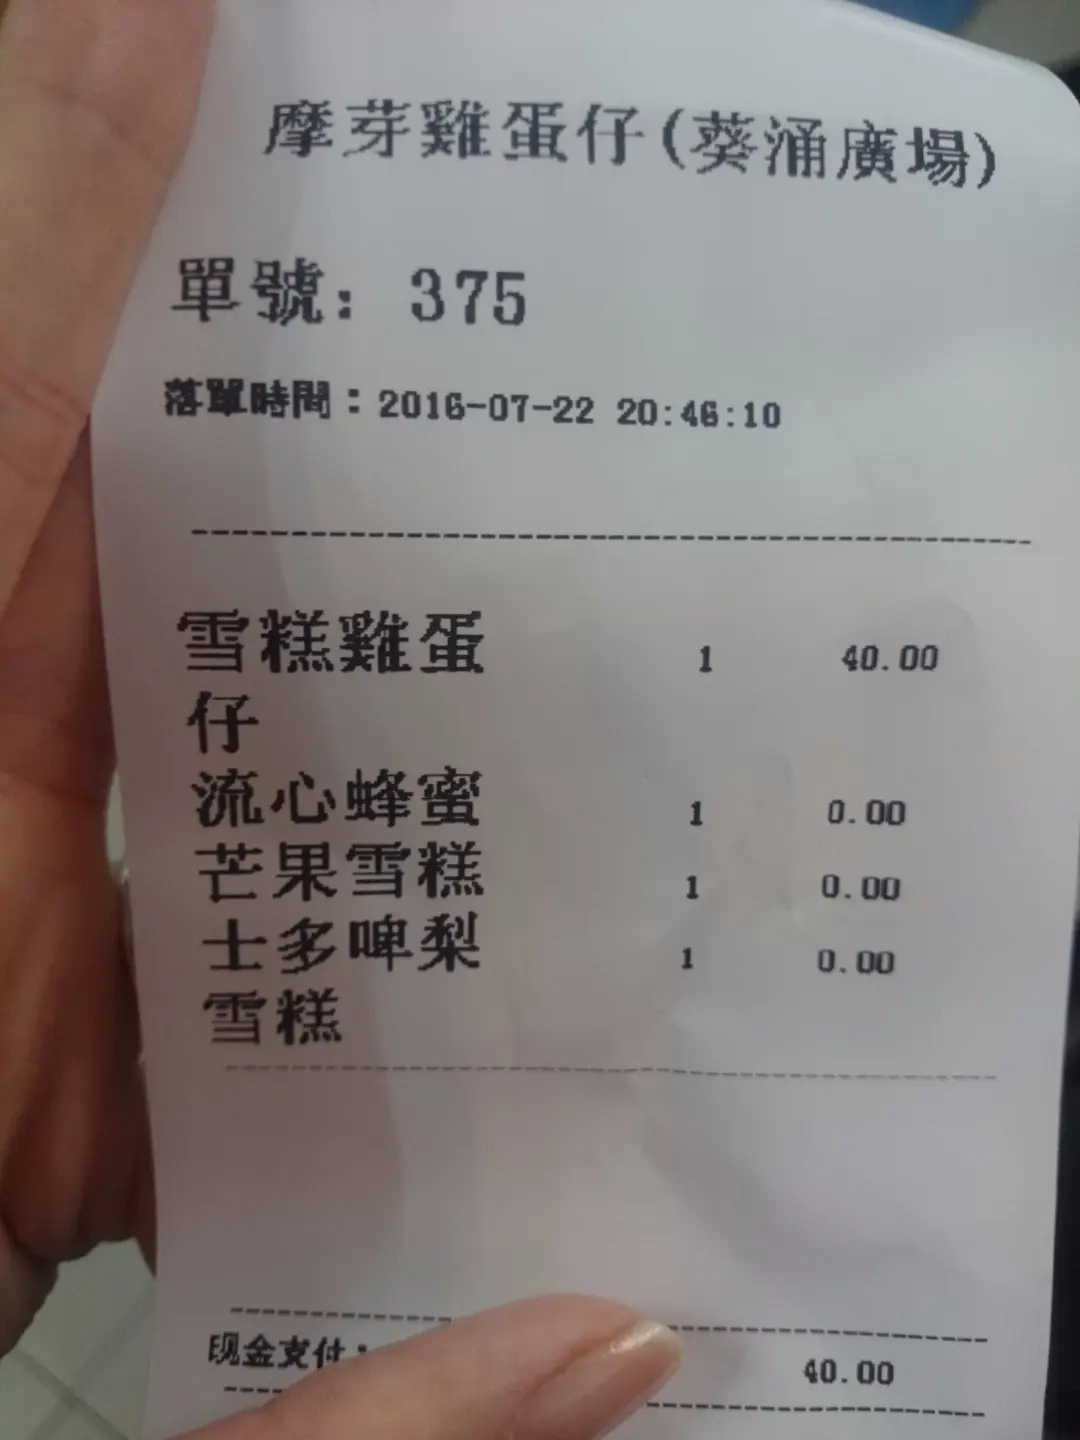 摩芽雞蛋仔(葵涌廣場)
單號: 375
落單時間：2016-07-22 20:46:10
雪糕雞蛋 1 40.00
仔
流心蜂蜜 1 0.00
芒果雪糕 1 0.00
士多啤梨 1 0.00
雪糕
现金支付: 40.00